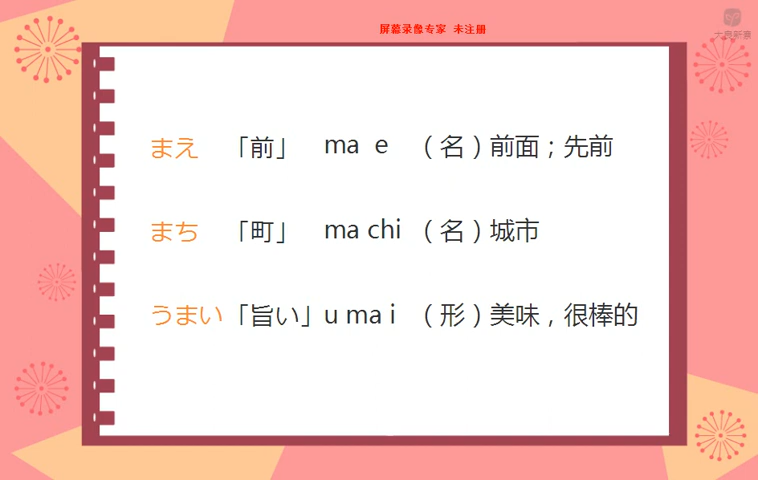 屏幕录像专家 未注册
まえ 「前」 ma e （名）前面；先前
まち 「町」 ma chi （名）城市
うまい「旨い」u ma i （形）美味，很棒的